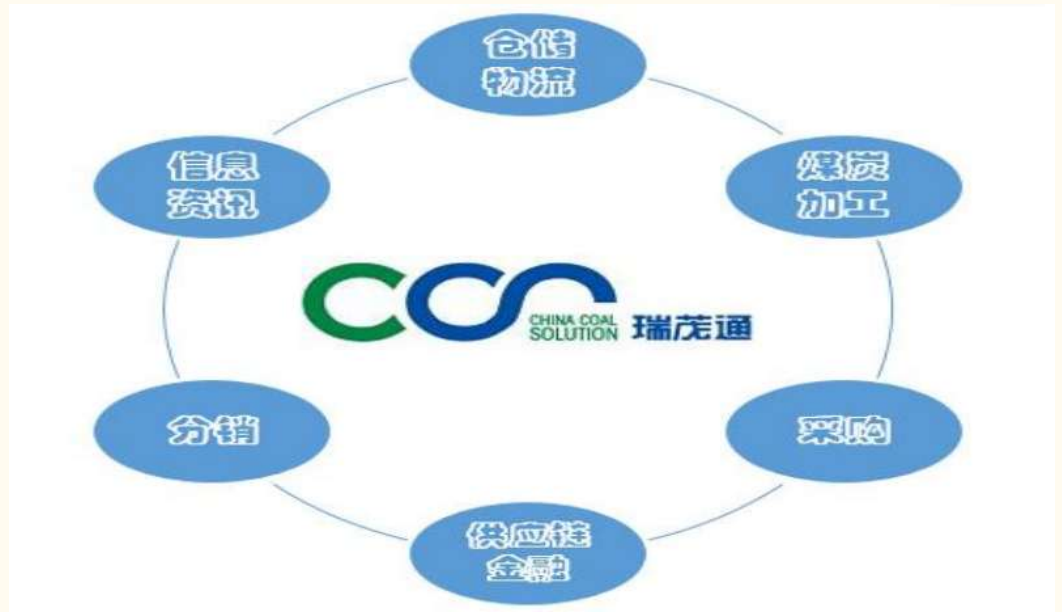 仓储
物流
信息
资讯
煤炭
加工
CCS
CHINA COAL
SOLUTION
瑞茂通
分销
采购
供应链
金融